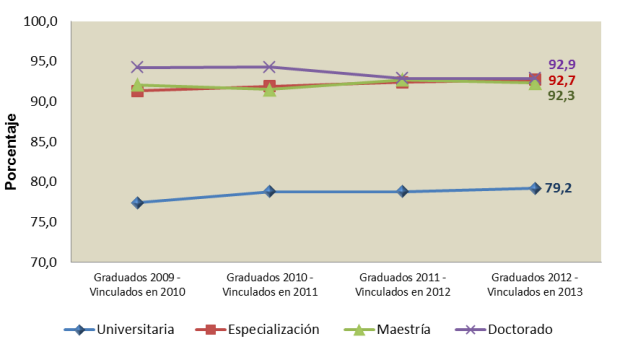 100,0
95,0
90,0
85,0
80,0
75,0
70,0
Porcentaje
92,9
92,7
92,3
79,2
Graduados 2009 -
Vinculados en 2010
Graduados 2010 -
Vinculados en 2011
Graduados 2011 -
Vinculados en 2012
Graduados 2012 -
Vinculados en 2013
Universitaria
Especialización
Maestría
Doctorado